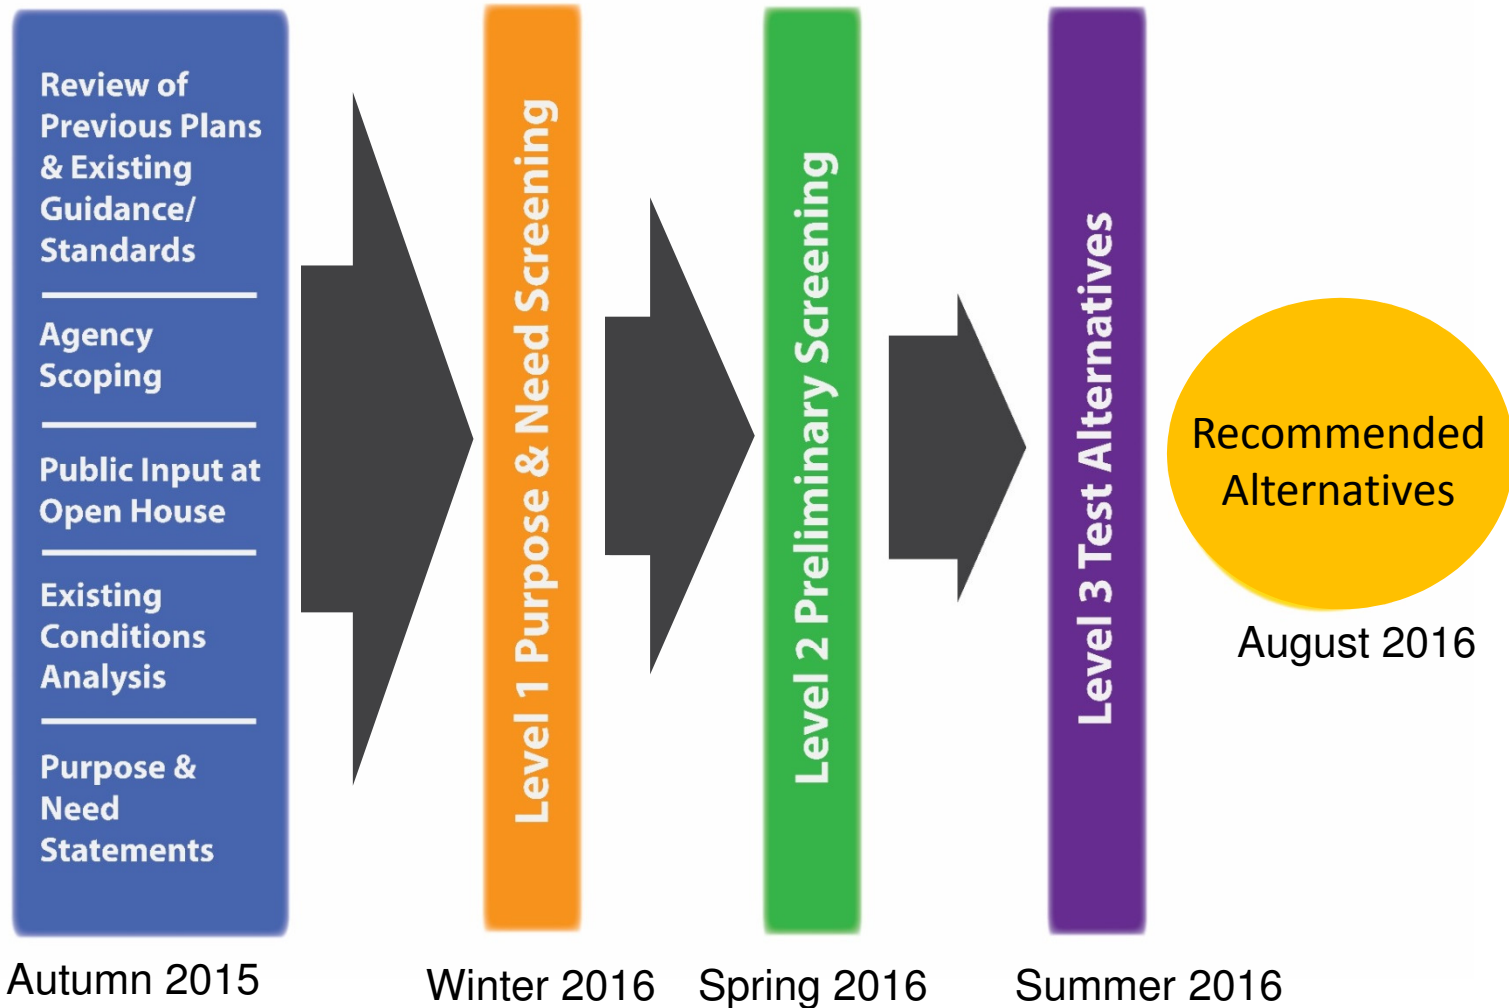 Review of
Previous Plans
& Existing
Guidance/
Standards
Agency
Scoping
Public Input at
Open House
Existing
Conditions
Analysis
Purpose &
Need
Statements
Autumn 2015
Level 1 Purpose & Need Screening
Winter 2016
Level 2 Preliminary Screening
Spring 2016
Level 3 Test Alternatives
Summer 2016
Recommended
Alternatives
August 2016